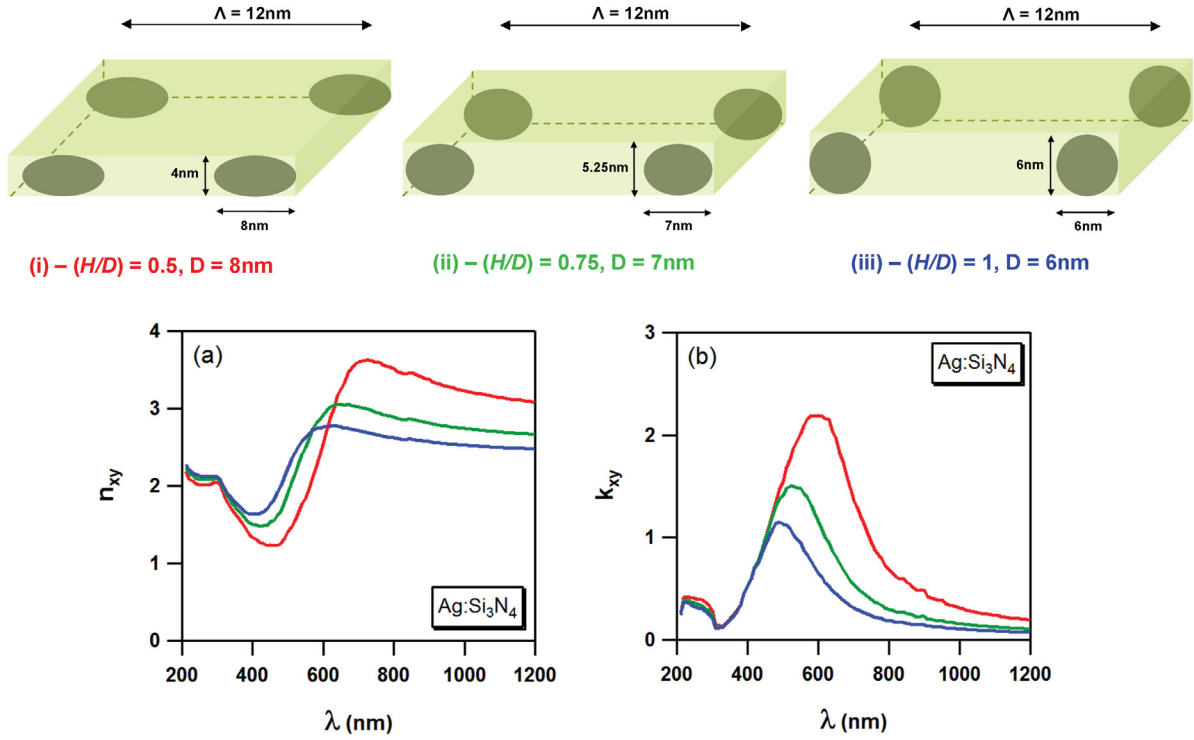 Λ = 12nm
Λ = 12nm
Λ = 12nm
4nm
8nm
5.25nm
7nm
6nm
6nm
(i) – (H/D) = 0.5, D = 8nm
(ii) – (H/D) = 0.75, D = 7nm
(iii) – (H/D) = 1, D = 6nm
(a)
4
3
2
1
0
n_xy
Ag:Si₃N₄
200 400 600 800 1000 1200
λ (nm)
(b)
Ag:Si₃N₄
3
2
1
0
k_xy
200 400 600 800 1000 1200
λ (nm)